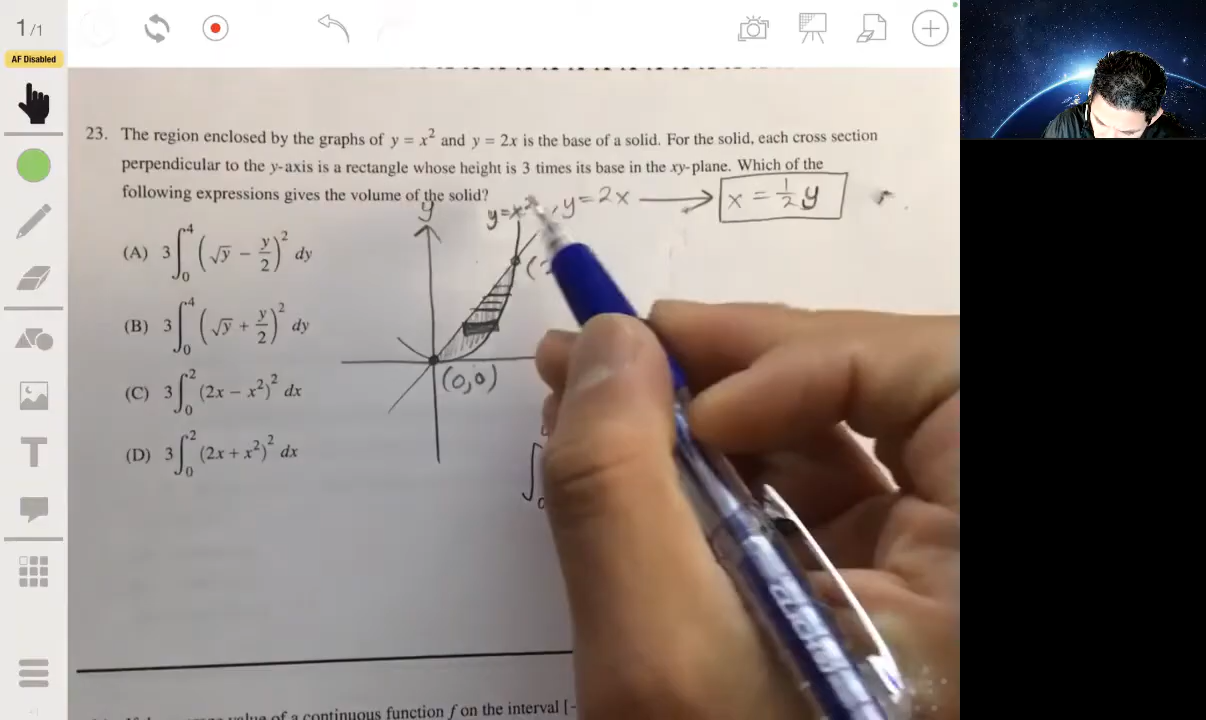 1/1
AF Disabled
23. The region enclosed by the graphs of y = x² and y = 2x is the base of a solid. For the solid, each cross section
perpendicular to the y-axis is a rectangle whose height is 3 times its base in the xy-plane. Which of the
following expressions gives the volume of the solid?
y=x², y=2x → x = 1/2 y
y
(A) 3∫₀⁴ (√y − y/2)² dy
(B) 3∫₀⁴ (√y + y/2)² dy
(C) 3∫₀² (2x − x²)² dx
(D) 3∫₀² (2x + x²)² dx
(0,0)
T
value of a continuous function f on the interval [-